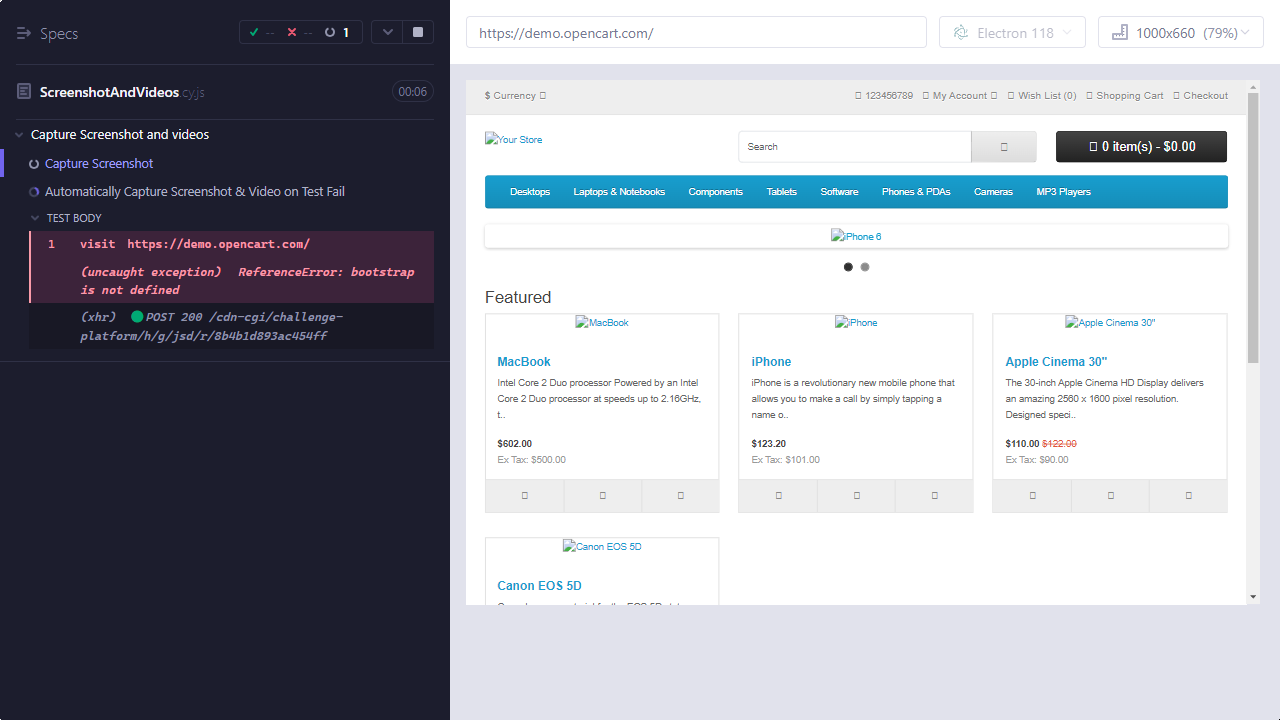 Specs
-- -- 1
ScreenshotAndVideos cy.js 00:06
Capture Screenshot and videos
Capture Screenshot
Automatically Capture Screenshot & Video on Test Fail
TEST BODY
1 visit https://demo.opencart.com/
(uncaught exception) ReferenceError: bootstrap
is not defined
(xhr) POST 200 /cdn-cgi/challenge-
platform/h/g/jsd/r/8b4b1d893ac454ff
https://demo.opencart.com/
Electron 118
1000x660 (79%)
$ Currency
123456789 My Account Wish List (0) Shopping Cart Checkout
Your Store
Search
0 item(s) - $0.00
Desktops Laptops & Notebooks Components Tablets Software Phones & PDAs Cameras MP3 Players
iPhone 6
Featured
MacBook
MacBook
Intel Core 2 Duo processor Powered by an Intel
Core 2 Duo processor at speeds up to 2.16GHz,
t..
$602.00
Ex Tax: $500.00
iPhone
iPhone
iPhone is a revolutionary new mobile phone that
allows you to make a call by simply tapping a
name o..
$123.20
Ex Tax: $101.00
Apple Cinema 30"
Apple Cinema 30"
The 30-inch Apple Cinema HD Display delivers
an amazing 2560 x 1600 pixel resolution.
Designed speci..
$110.00 $122.00
Ex Tax: $90.00
Canon EOS 5D
Canon EOS 5D